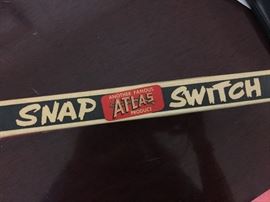 SNAP
ANOTHER FAMOUS
ATLAS
PRODUCT
SWITCH